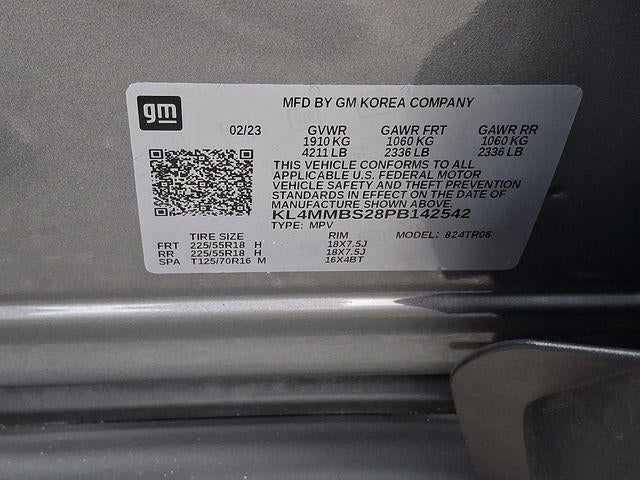 gm
MFD BY GM KOREA COMPANY
02/23 GVWR GAWR FRT GAWR RR
1910 KG 1060 KG 1060 KG
4211 LB 2336 LB 2336 LB
THIS VEHICLE CONFORMS TO ALL
APPLICABLE U.S. FEDERAL MOTOR
VEHICLE SAFETY AND THEFT PREVENTION
STANDARDS IN EFFECT ON THE DATE OF
MANUFACTURE SHOWN ABOVE.
KL4MMBS28PB142542
TYPE: MPV
TIRE SIZE RIM MODEL: 824TR06
FRT 225/55R18 H 18X7.5J
RR 225/55R18 H 18X7.5J
SPA T125/70R16 M 16X4BT